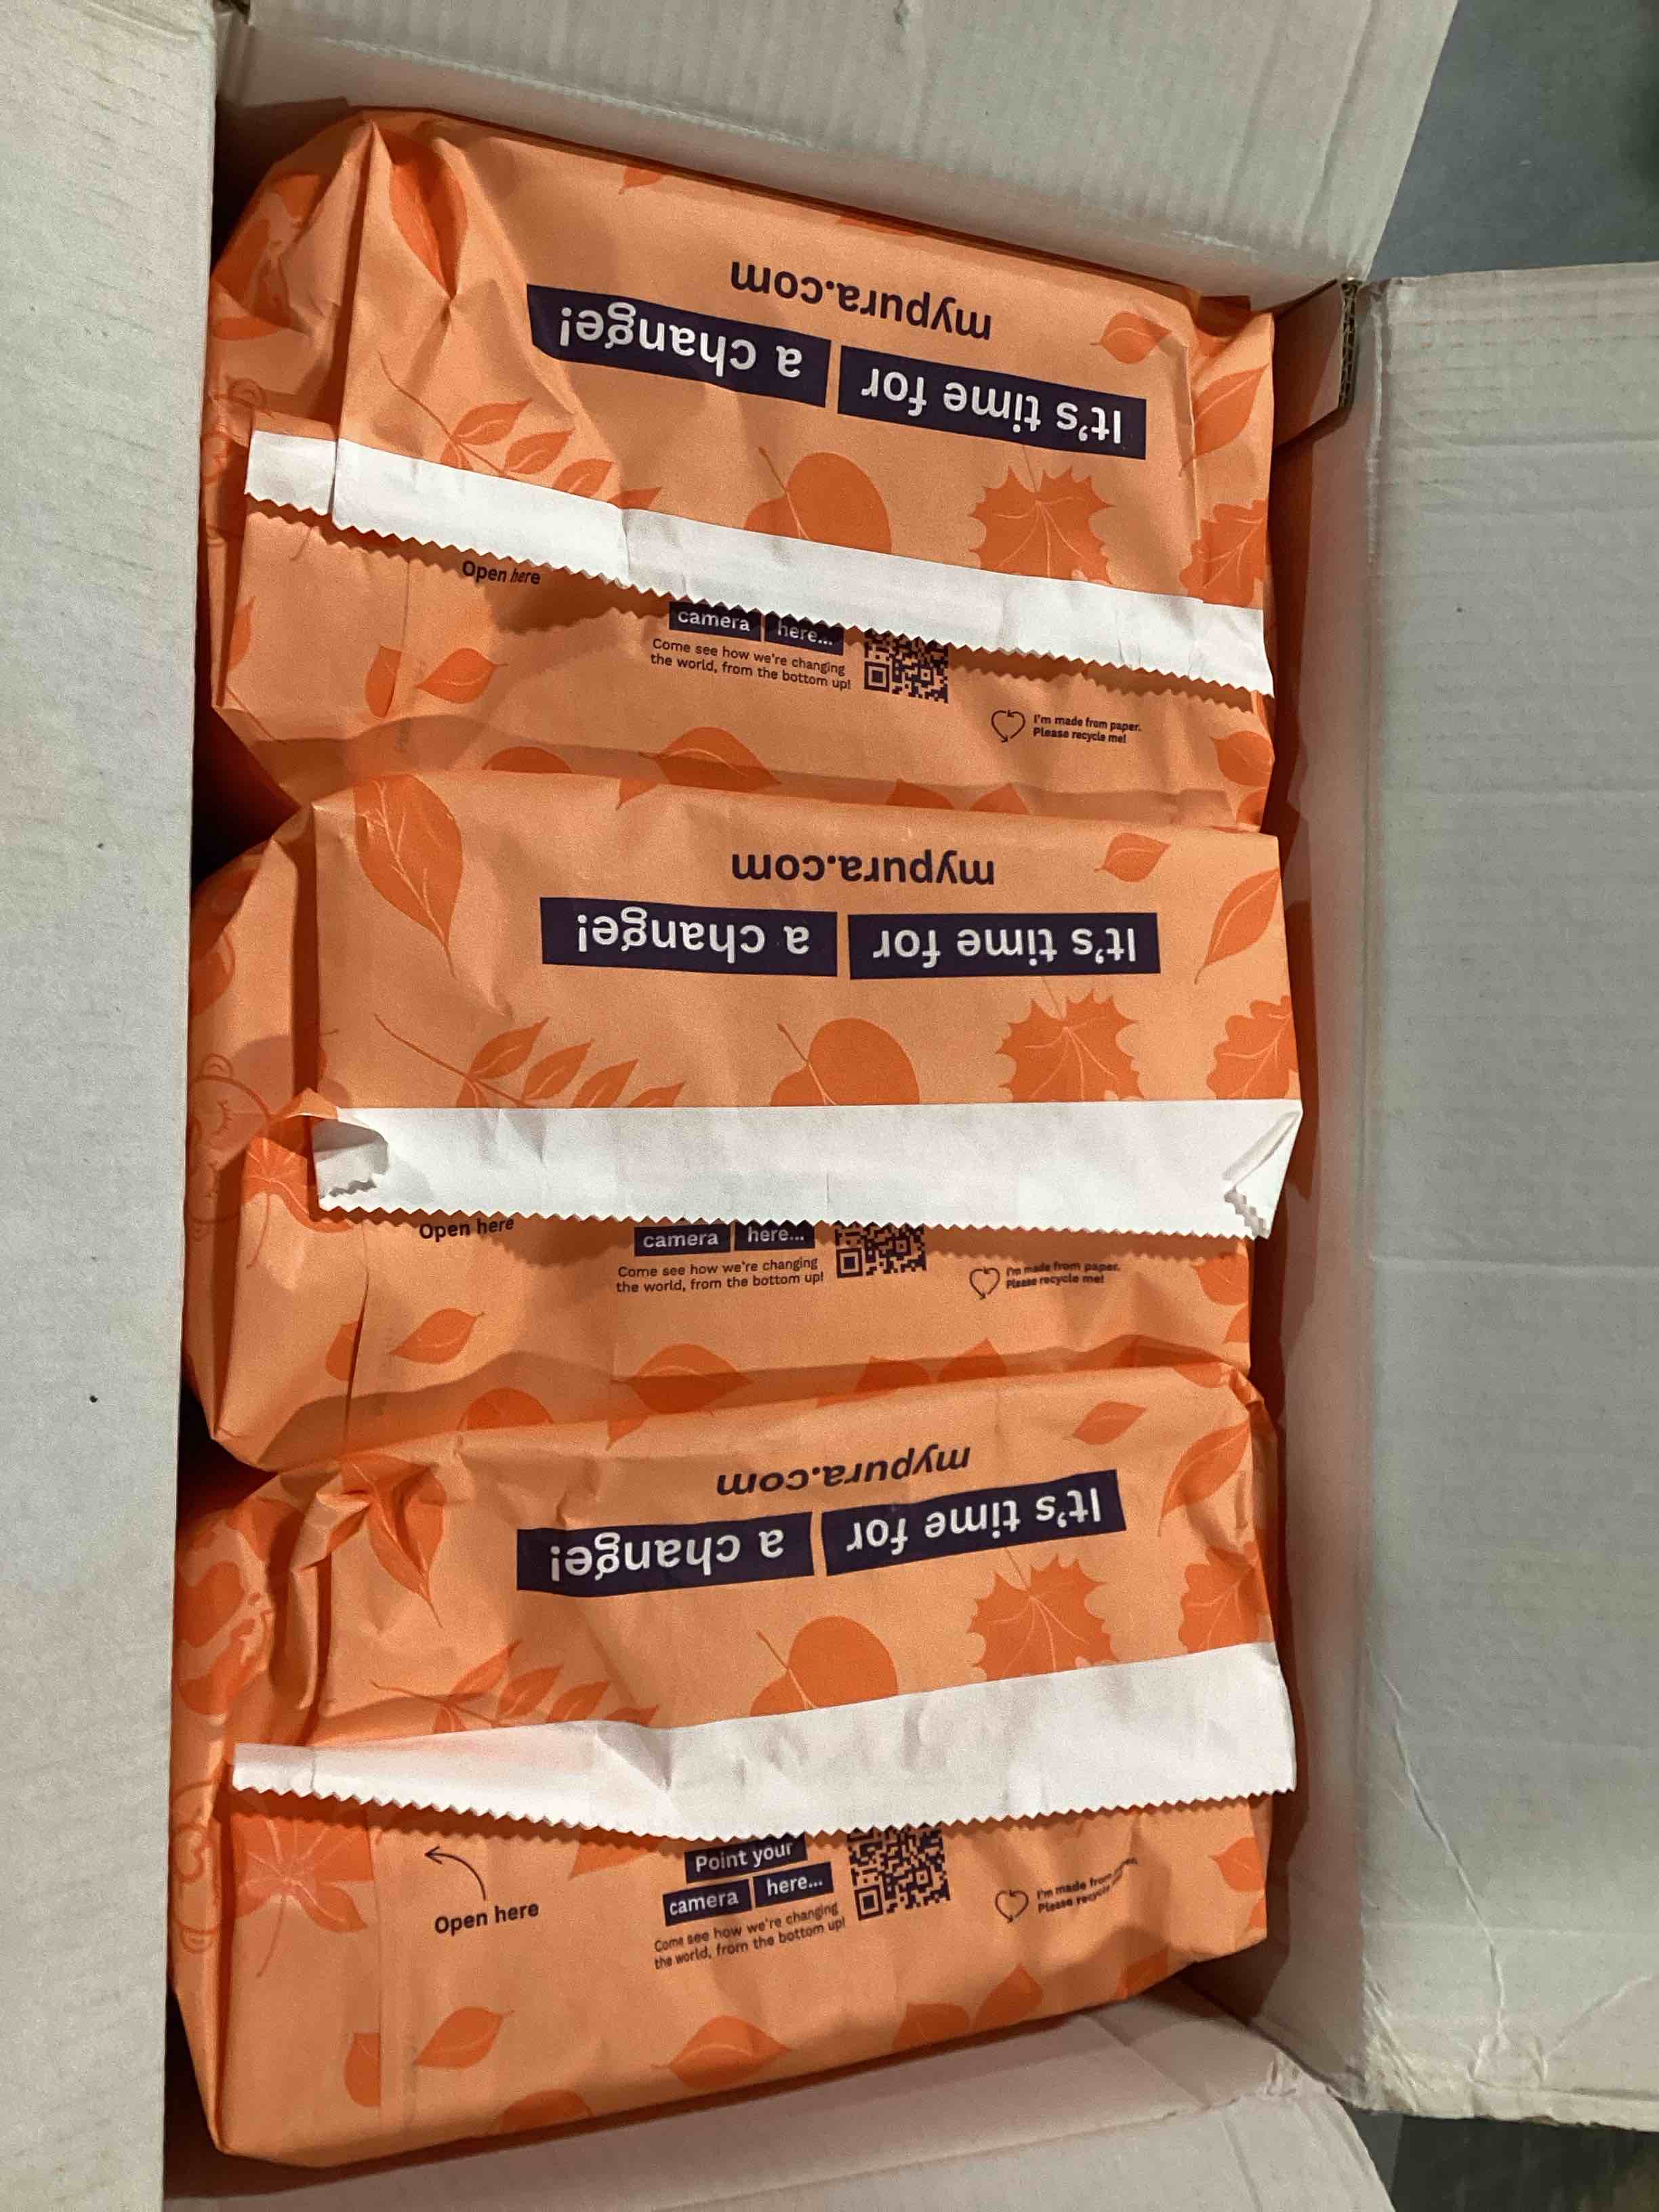 It's time for
a change!
mypura.com
Open here
camera here...
Come see how we're changing
the world, from the bottom up!
I'm made from paper.
Please recycle me!
It's time for
a change!
mypura.com
Open here
camera here...
Come see how we're changing
the world, from the bottom up!
I'm made from paper.
Please recycle me!
It's time for
a change!
mypura.com
Open here
Point your
camera here...
Come see how we're changing
the world, from the bottom up!
I'm made from
Please recycle